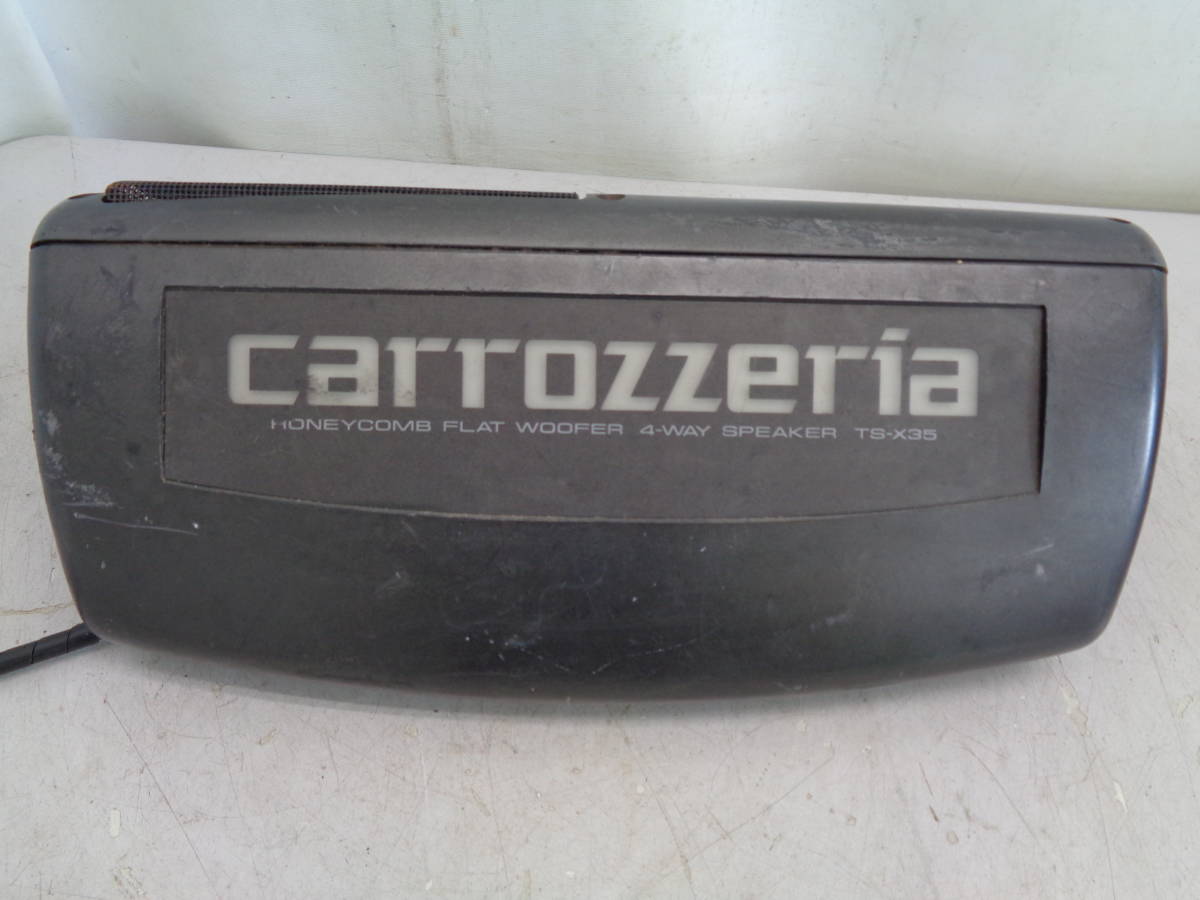 carrozzeria
HONEYCOMB FLAT WOOFER 4-WAY SPEAKER TS-X35